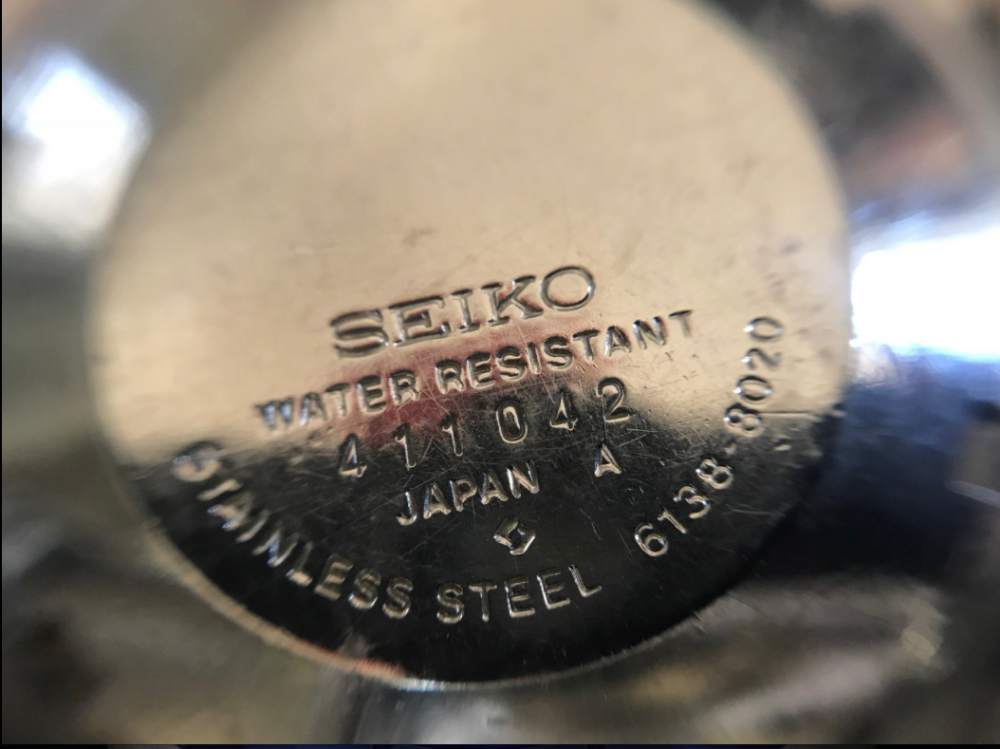 SEIKO
WATER RESISTANT
411042
JAPAN A
STAINLESS STEEL 6138-8020